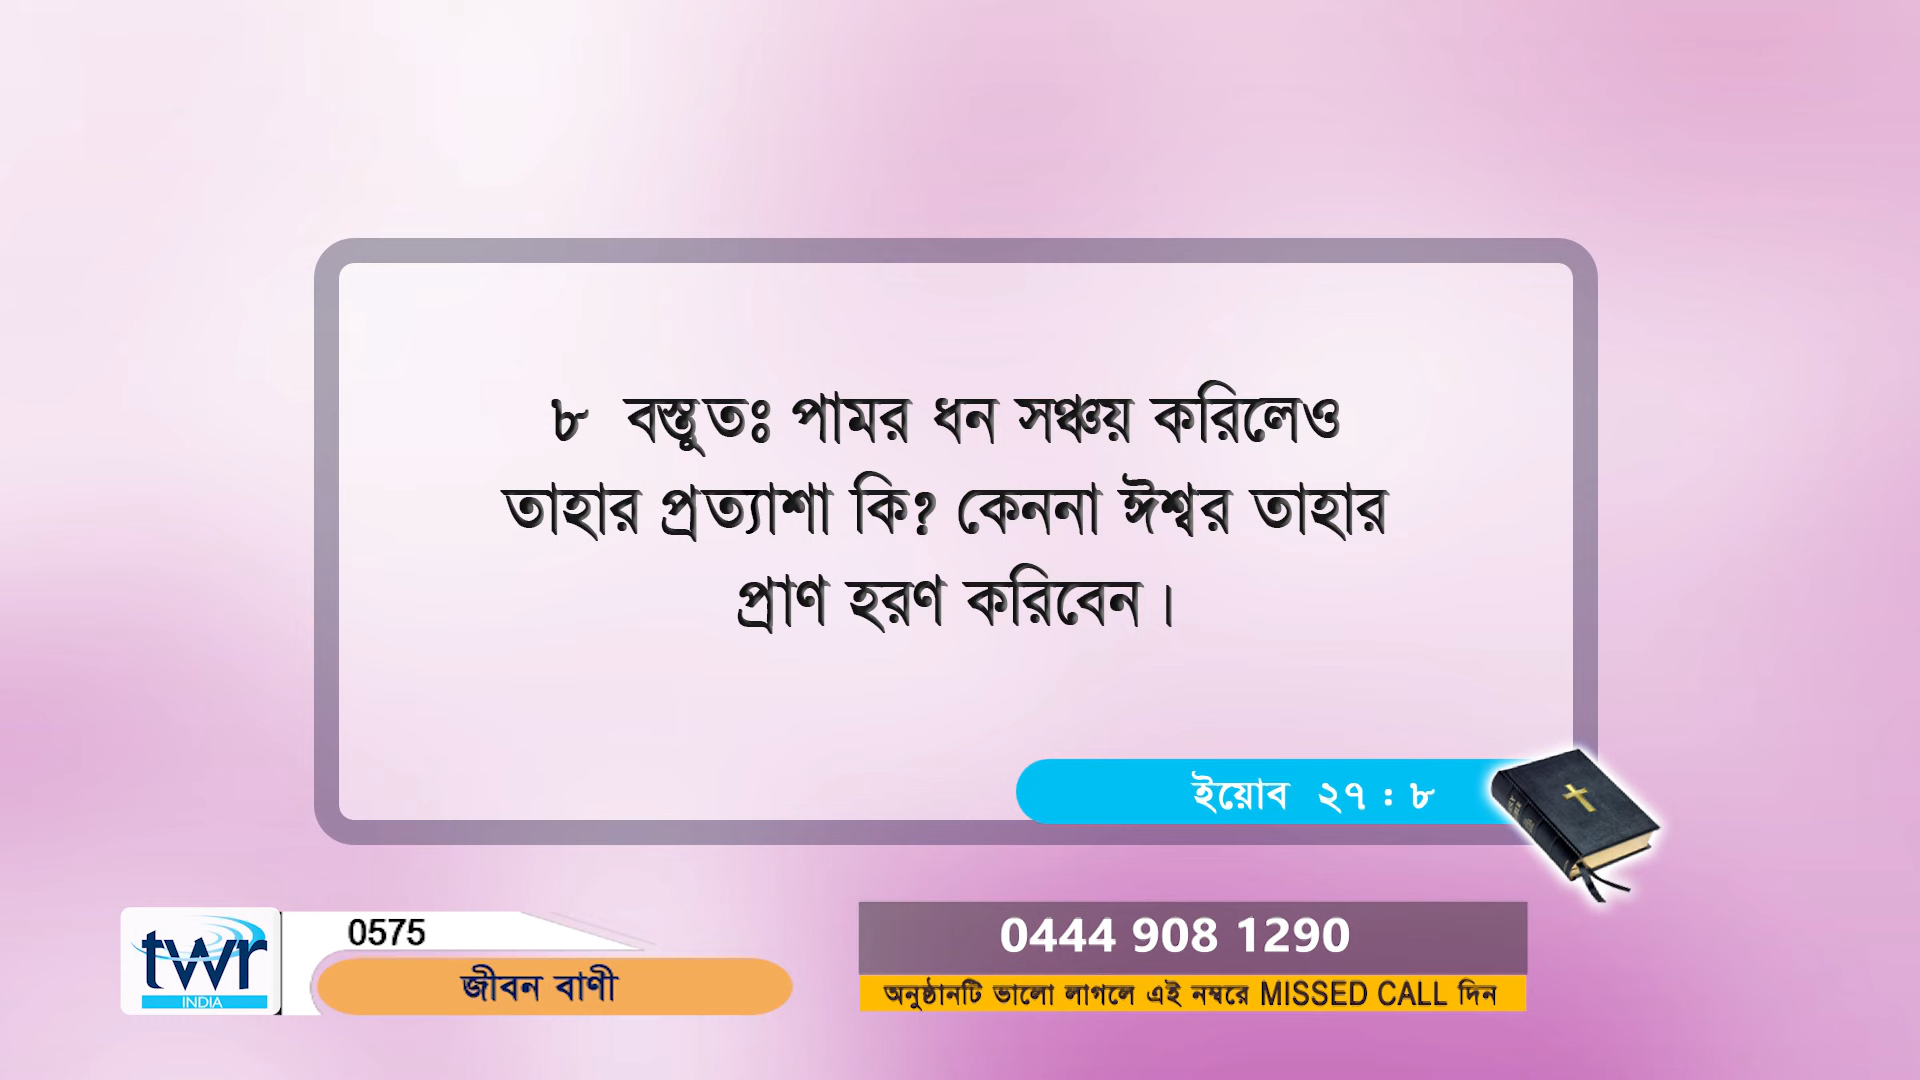 ৮ বস্তুতঃ পামর ধন সঞ্চয় করিলেও
তাহার প্রত্যাশা কি? কেননা ঈশ্বর তাহার
প্রাণ হরণ করিবেন।
ইয়োব ২৭ : ৮
twr
INDIA
0575
জীবন বাণী
0444 908 1290
অনুষ্ঠানটি ভালো লাগলে এই নম্বরে MISSED CALL দিন